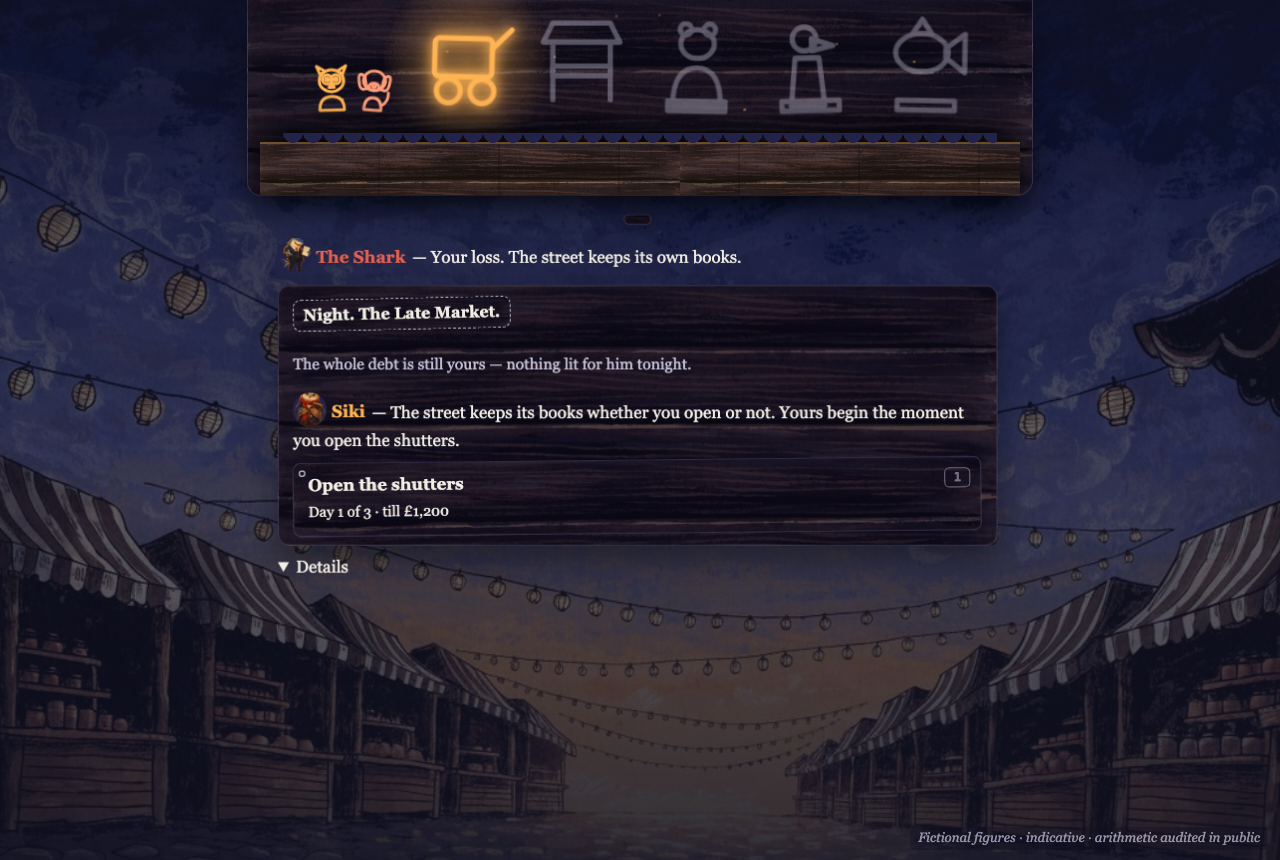 The Shark — Your loss. The street keeps its own books.
Night. The Late Market.
The whole debt is still yours — nothing lit for him tonight.
Siki — The street keeps its books whether you open or not. Yours begin the moment
you open the shutters.
Open the shutters
1
Day 1 of 3 · till £1,200
▼ Details
Fictional figures · indicative · arithmetic audited in public